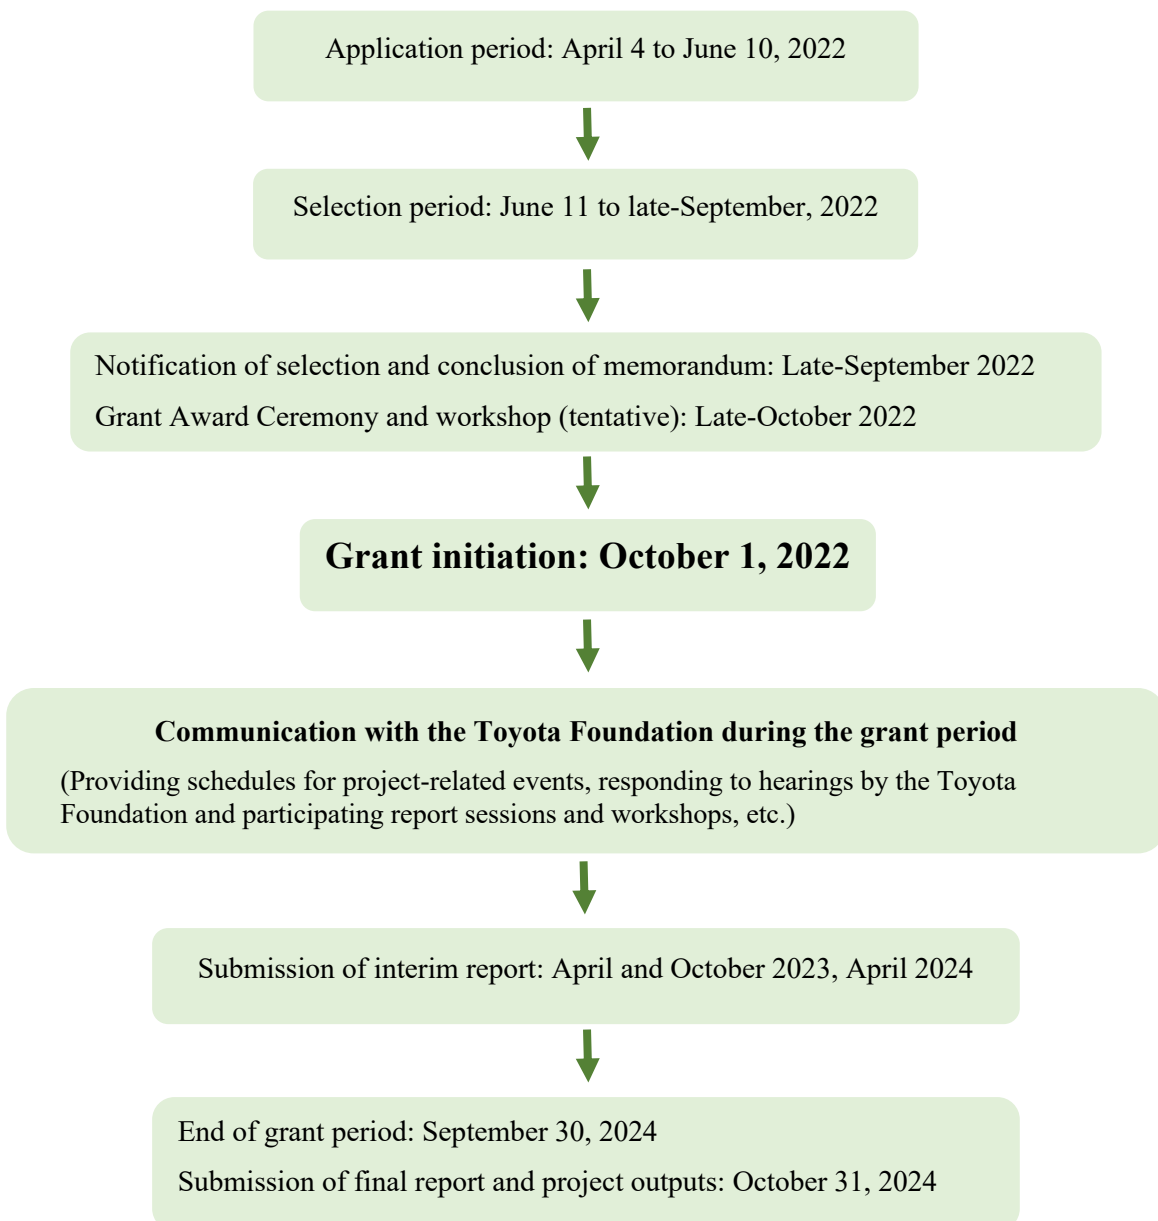 Application period: April 4 to June 10, 2022
Selection period: June 11 to late-September, 2022
Notification of selection and conclusion of memorandum: Late-September 2022
Grant Award Ceremony and workshop (tentative): Late-October 2022
Grant initiation: October 1, 2022
Communication with the Toyota Foundation during the grant period
(Providing schedules for project-related events, responding to hearings by the Toyota
Foundation and participating report sessions and workshops, etc.)
Submission of interim report: April and October 2023, April 2024
End of grant period: September 30, 2024
Submission of final report and project outputs: October 31, 2024